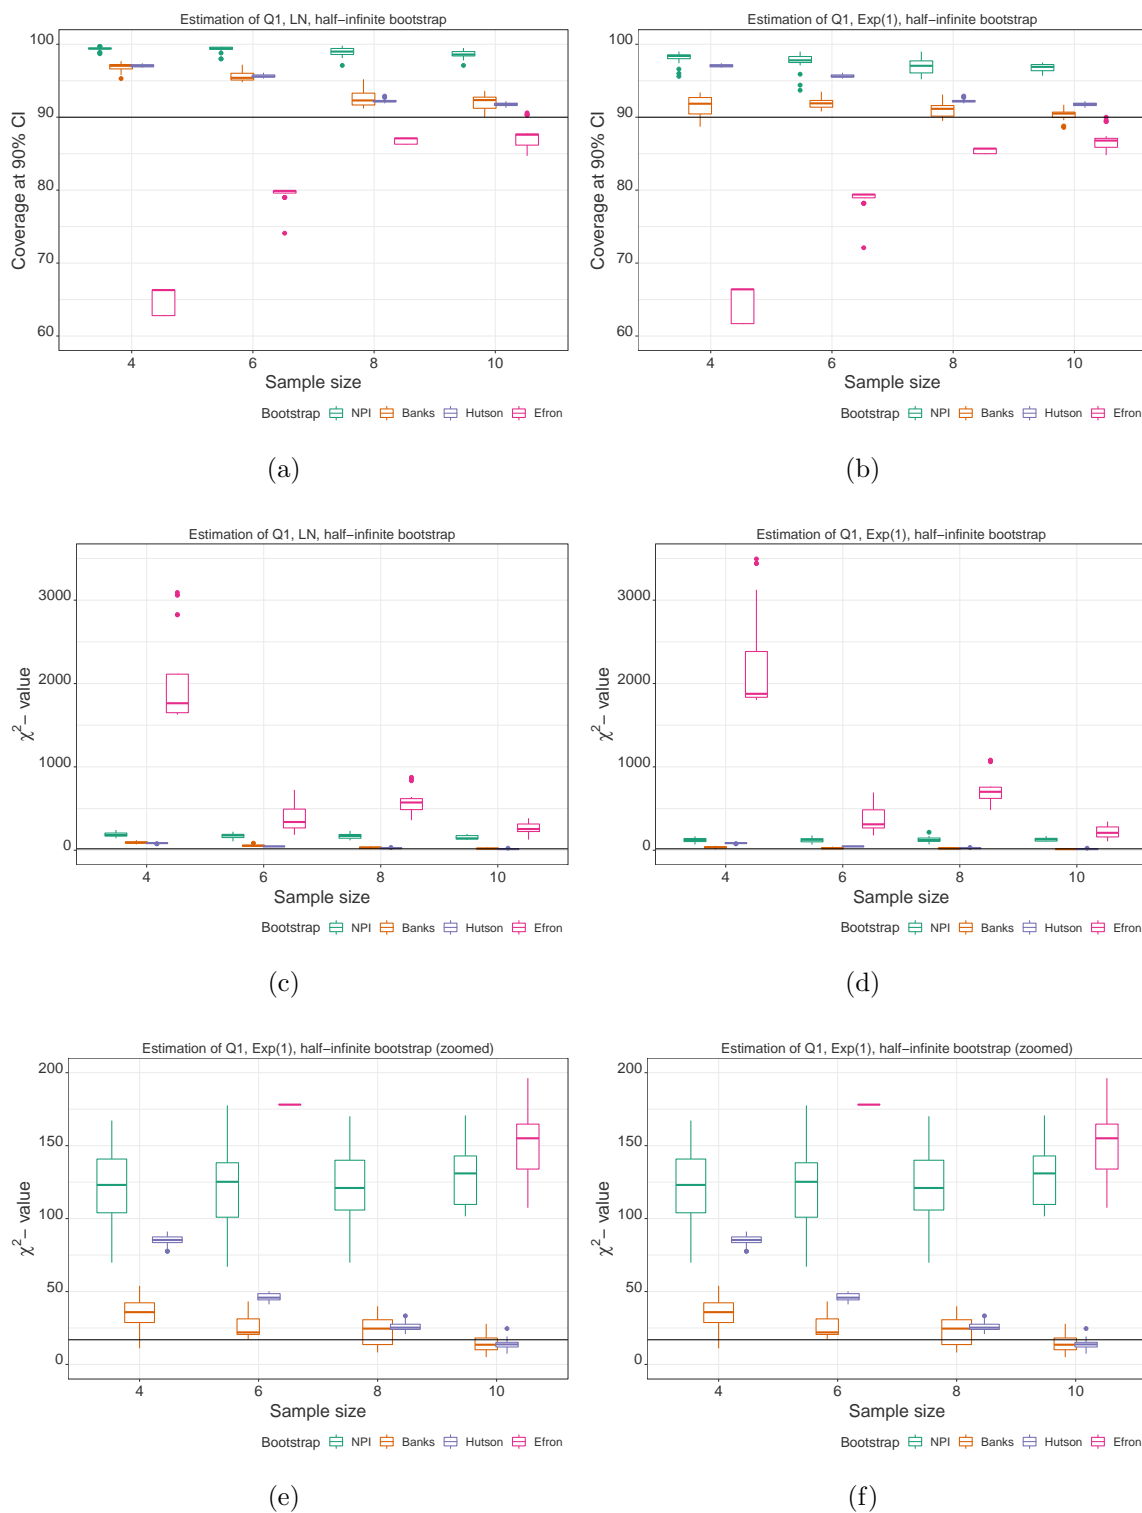 Estimation of Q1, LN, half−infinite bootstrap
100
90
80
70
60
Coverage at 90% CI
4 6 8 10
Sample size
Bootstrap NPI Banks Hutson Efron
(a)
Estimation of Q1, Exp(1), half−infinite bootstrap
100
90
80
70
60
Coverage at 90% CI
4 6 8 10
Sample size
Bootstrap NPI Banks Hutson Efron
(b)
Estimation of Q1, LN, half−infinite bootstrap
3000
2000
1000
0
χ²− value
4 6 8 10
Sample size
Bootstrap NPI Banks Hutson Efron
(c)
Estimation of Q1, Exp(1), half−infinite bootstrap
3000
2000
1000
0
χ²− value
4 6 8 10
Sample size
Bootstrap NPI Banks Hutson Efron
(d)
Estimation of Q1, Exp(1), half−infinite bootstrap (zoomed)
200
150
100
50
0
χ²− value
4 6 8 10
Sample size
Bootstrap NPI Banks Hutson Efron
(e)
Estimation of Q1, Exp(1), half−infinite bootstrap (zoomed)
200
150
100
50
0
χ²− value
4 6 8 10
Sample size
Bootstrap NPI Banks Hutson Efron
(f)